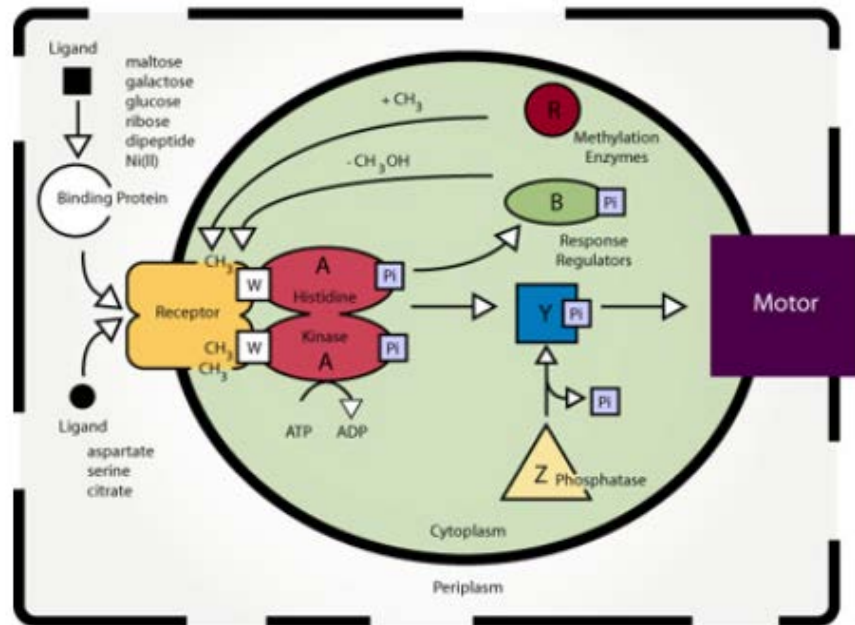 Ligand
maltose
galactose
glucose
ribose
dipeptide
Ni(II)
Binding Protein
+ CH3
- CH3OH
R
Methylation
Enzymes
B
Pi
Response
Regulators
CH3
Receptor
W
A
Histidine
Pi
Kinase
A
W
Pi
CH3
CH3
ATP
ADP
Y
Pi
Motor
Pi
Z
Phosphatase
Ligand
aspartate
serine
citrate
Cytoplasm
Periplasm